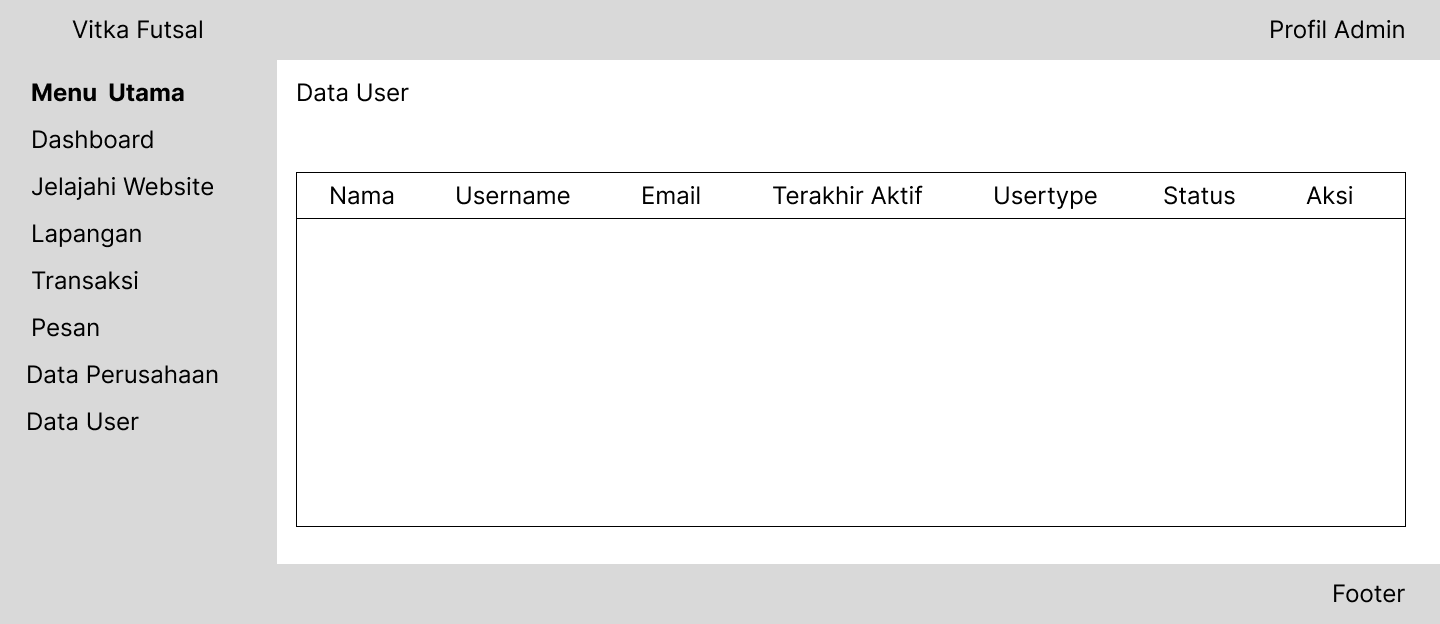 Vitka Futsal
Profil Admin
Menu Utama
Dashboard
Jelajahi Website
Lapangan
Transaksi
Pesan
Data Perusahaan
Data User
Data User
Nama Username Email Terakhir Aktif Usertype Status Aksi
Footer